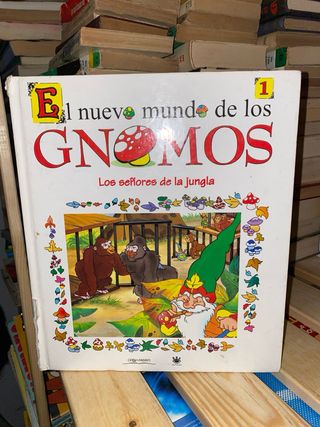 El nuevo mundo de los
1
GNOMOS
Los señores de la jungla